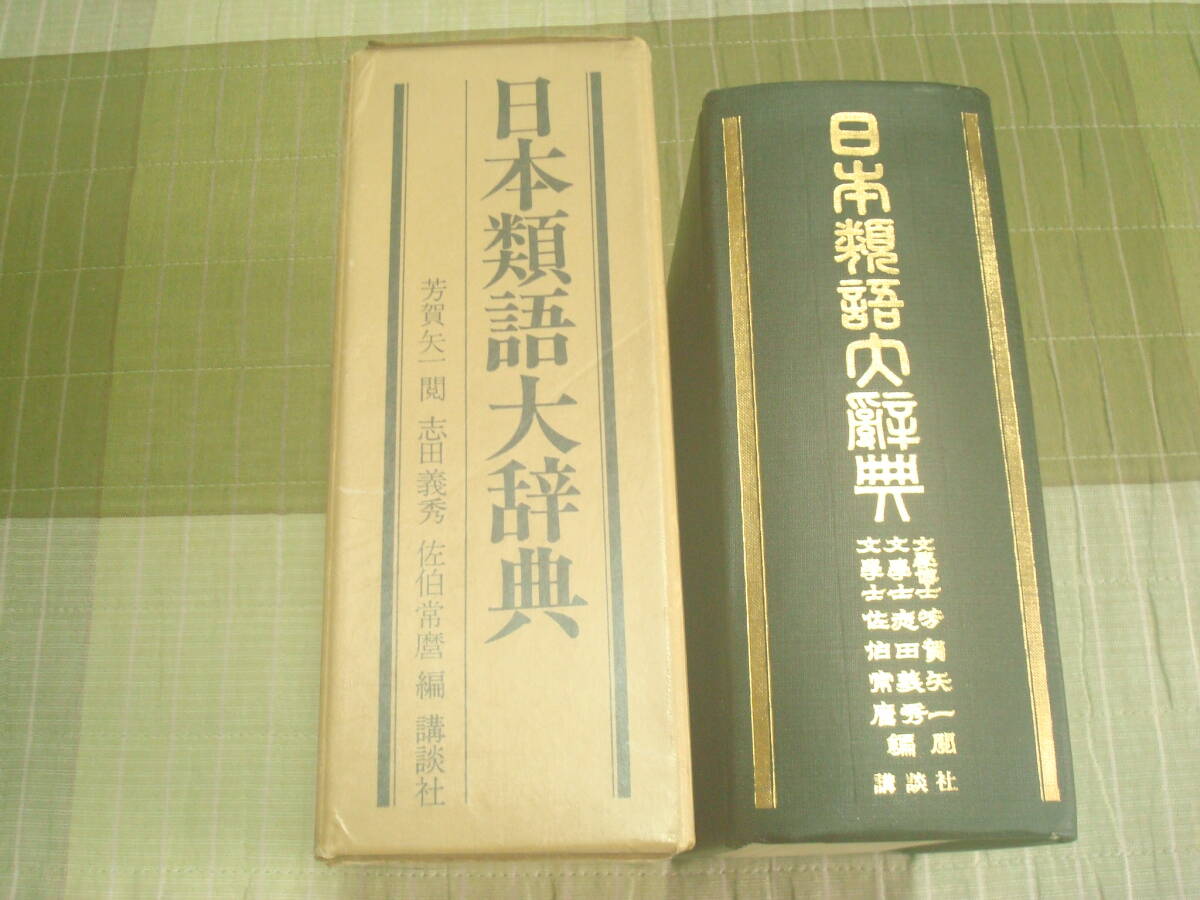 日本類語大辞典
芳賀矢一 閲 志田義秀 佐伯常麿 編 講談社
日本類語大辭典
文學博士 芳賀矢一 閲
文學士 志田義秀
文學士 佐伯常麿 編
講談社